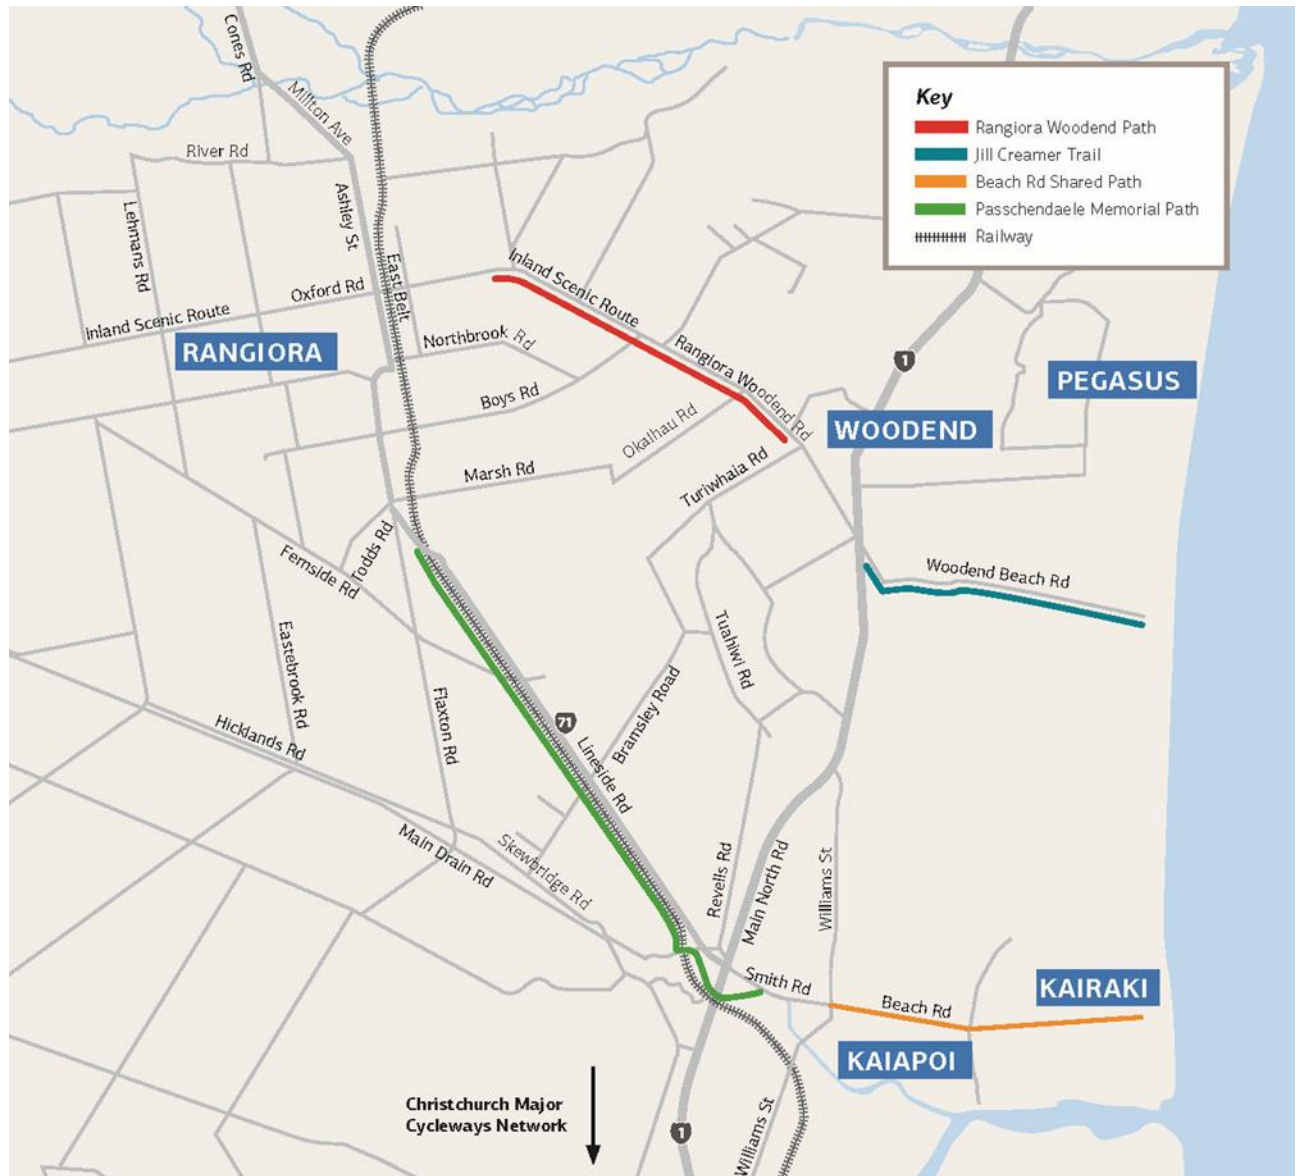 Cones Rd
Millton Ave
River Rd
Ashley St
Lehmans Rd
East Belt
Oxford Rd
Inland Scenic Route
Inland Scenic Route
RANGIORA
Northbrook Rd
Boys Rd
Rangiora Woodend Rd
Okalhau Rd
Marsh Rd
Turiwhaia Rd
Key
Rangiora Woodend Path
Jill Creamer Trail
Beach Rd Shared Path
Passchendaele Memorial Path
Railway
1
PEGASUS
WOODEND
Woodend Beach Rd
Todds Rd
Fernside Rd
Eastebrook Rd
Hicklands Rd
Flaxton Rd
Tuahiwi Rd
Bramsley Road
71
Lineside Rd
Main Drain Rd
Skewbridge Rd
Revells Rd
Main North Rd
Williams St
Smith Rd
Beach Rd
KAIRAKI
KAIAPOI
Christchurch Major
Cycleways Network
1
Williams St